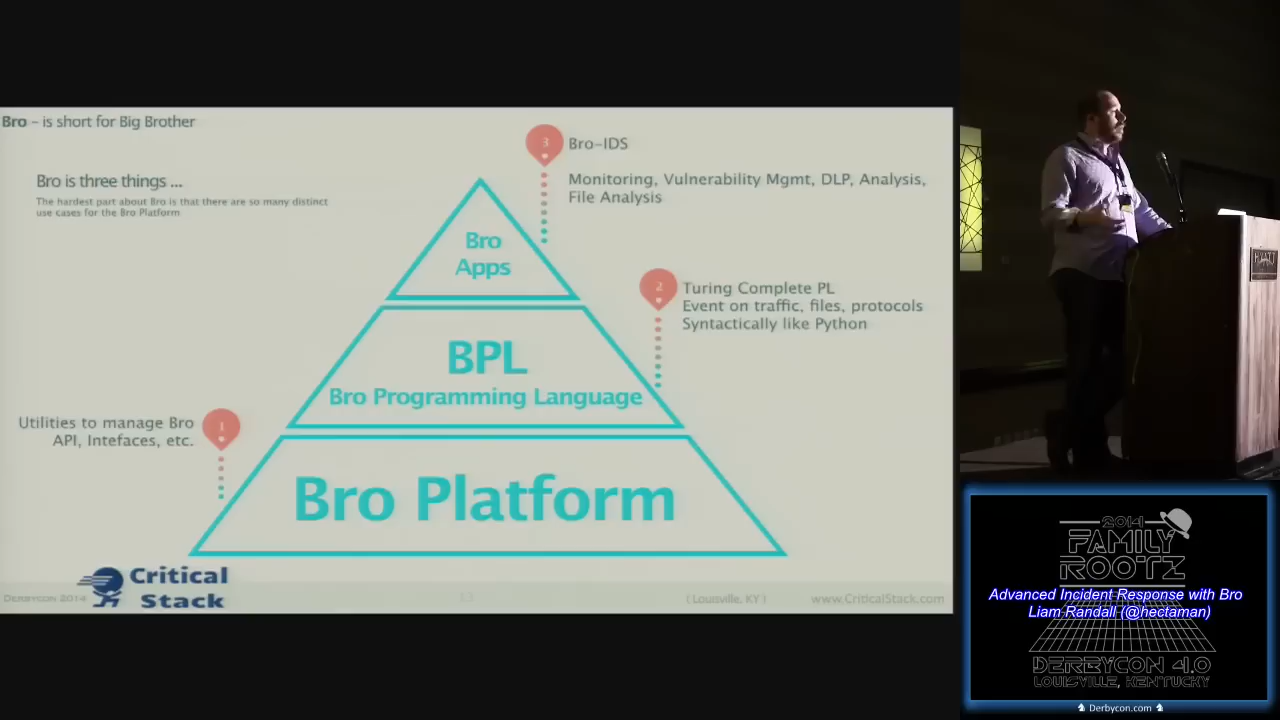 Bro – is short for Big Brother
Bro is three things ...
The hardest part about Bro is that there are so many distinct
use cases for the Bro Platform
3
Bro-IDS
Monitoring, Vulnerability Mgmt, DLP, Analysis,
File Analysis
Bro
Apps
2
Turing Complete PL
Event on traffic, files, protocols
Syntactically like Python
BPL
Bro Programming Language
1
Utilities to manage Bro
API, Intefaces, etc.
Bro Platform
Critical
Stack
DERBYCON 2014
( Louisville, KY )
www.CriticalStack.com
HYATT
2014
FAMILY
ROOTZ
Advanced Incident Response with Bro
Liam Randall (@hectaman)
DERBYCON 4.0
LOUISVILLE, KENTUCKY
Derbycon.com